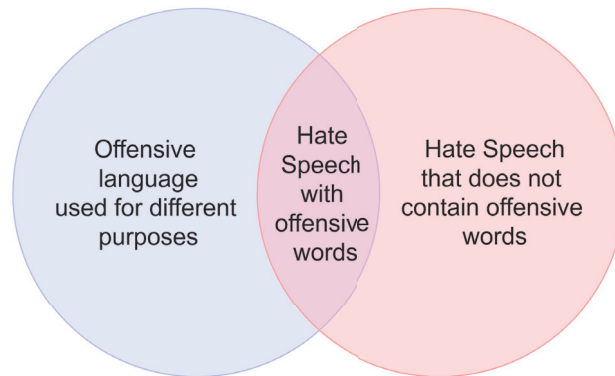 Offensive
language
used for different
purposes
Hate
Speech
with
offensive
words
Hate Speech
that does not
contain offensive
words